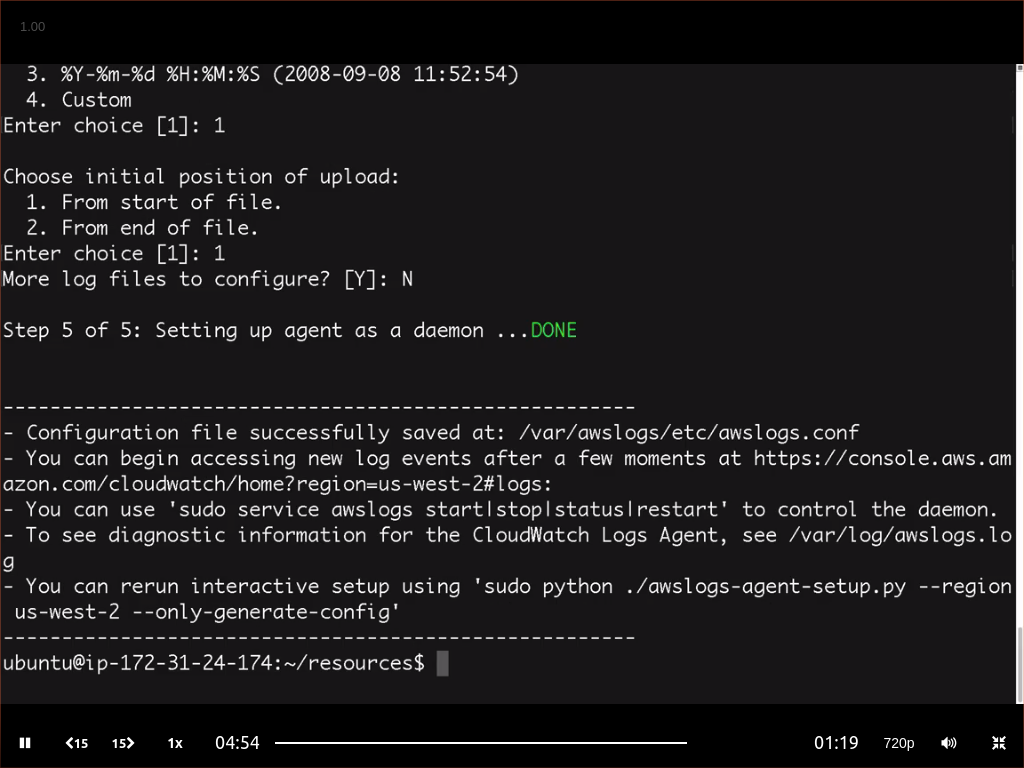 1.00
3. %Y-%m-%d %H:%M:%S (2008-09-08 11:52:54)
4. Custom
Enter choice [1]: 1
Choose initial position of upload:
1. From start of file.
2. From end of file.
Enter choice [1]: 1
More log files to configure? [Y]: N
Step 5 of 5: Setting up agent as a daemon ...DONE
------------------------------------------------------
- Configuration file successfully saved at: /var/awslogs/etc/awslogs.conf
- You can begin accessing new log events after a few moments at https://console.aws.am
azon.com/cloudwatch/home?region=us-west-2#logs:
- You can use 'sudo service awslogs start|stop|status|restart' to control the daemon.
- To see diagnostic information for the CloudWatch Logs Agent, see /var/log/awslogs.lo
g
- You can rerun interactive setup using 'sudo python ./awslogs-agent-setup.py --region
us-west-2 --only-generate-config'
------------------------------------------------------
ubuntu@ip-172-31-24-174:~/resources$
15 15 1x 04:54 01:19 720p